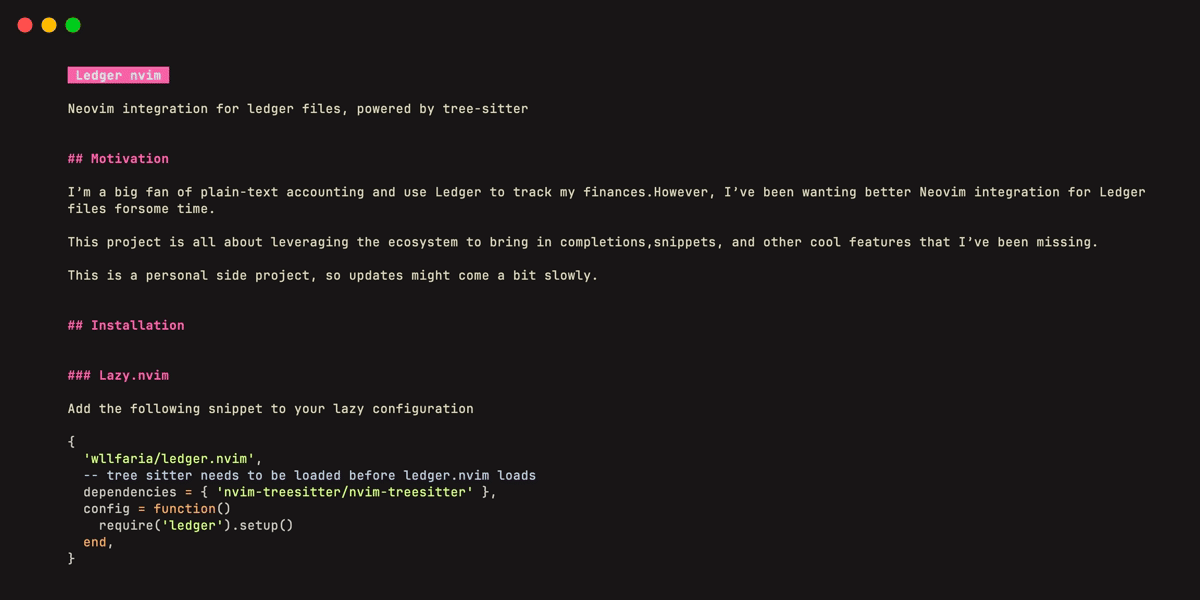 Ledger nvim
Neovim integration for ledger files, powered by tree-sitter
## Motivation
I’m a big fan of plain-text accounting and use Ledger to track my finances.However, I’ve been wanting better Neovim integration for Ledger
files forsome time.
This project is all about leveraging the ecosystem to bring in completions,snippets, and other cool features that I’ve been missing.
This is a personal side project, so updates might come a bit slowly.
## Installation
### Lazy.nvim
Add the following snippet to your lazy configuration
{
  'wllfaria/ledger.nvim',
  -- tree sitter needs to be loaded before ledger.nvim loads
  dependencies = { 'nvim-treesitter/nvim-treesitter' },
  config = function()
    require('ledger').setup()
  end,
}